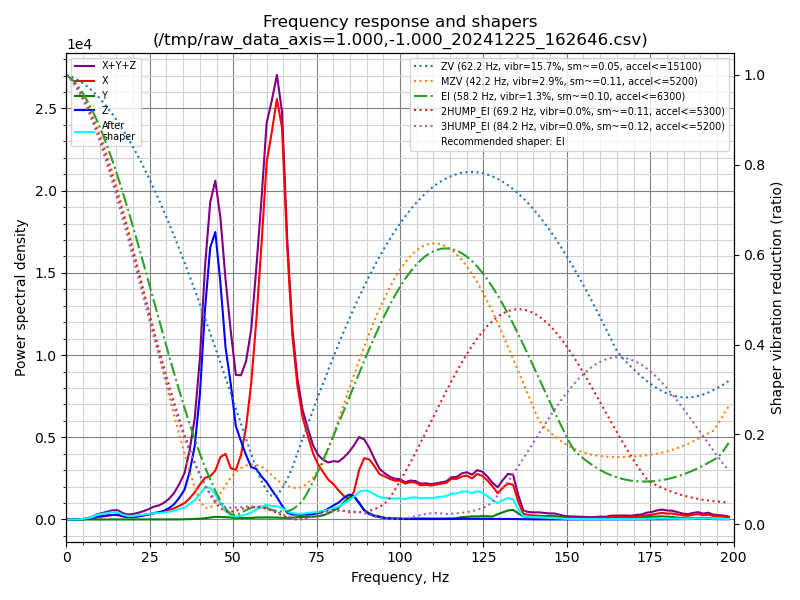 Frequency response and shapers
(/tmp/raw_data_axis=1.000,-1.000_20241225_162646.csv)
1e4
X+Y+Z
X
Y
Z
After
shaper
ZV (62.2 Hz, vibr=15.7%, sm~=0.05, accel<=15100)
MZV (42.2 Hz, vibr=2.9%, sm~=0.11, accel<=5200)
EI (58.2 Hz, vibr=1.3%, sm~=0.10, accel<=6300)
2HUMP_EI (69.2 Hz, vibr=0.0%, sm~=0.11, accel<=5300)
3HUMP_EI (84.2 Hz, vibr=0.0%, sm~=0.12, accel<=5200)
Recommended shaper: EI
Power spectral density
2.5
2.0
1.5
1.0
0.5
0.0
1.0
0.8
0.6
0.4
0.2
0.0
Shaper vibration reduction (ratio)
0 25 50 75 100 125 150 175 200
Frequency, Hz